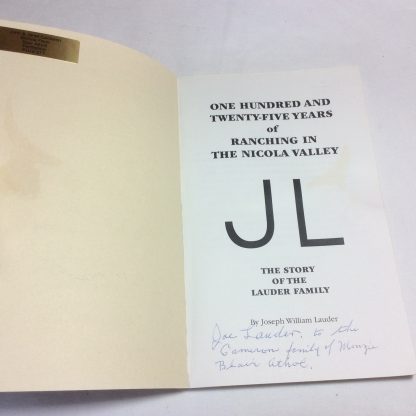 ONE HUNDRED AND
TWENTY-FIVE YEARS
of
RANCHING IN
THE NICOLA VALLEY
JL
THE STORY
OF THE
LAUDER FAMILY
By Joseph William Lauder
Joe Lauder. to the
Cameron family of
Blair Athol.